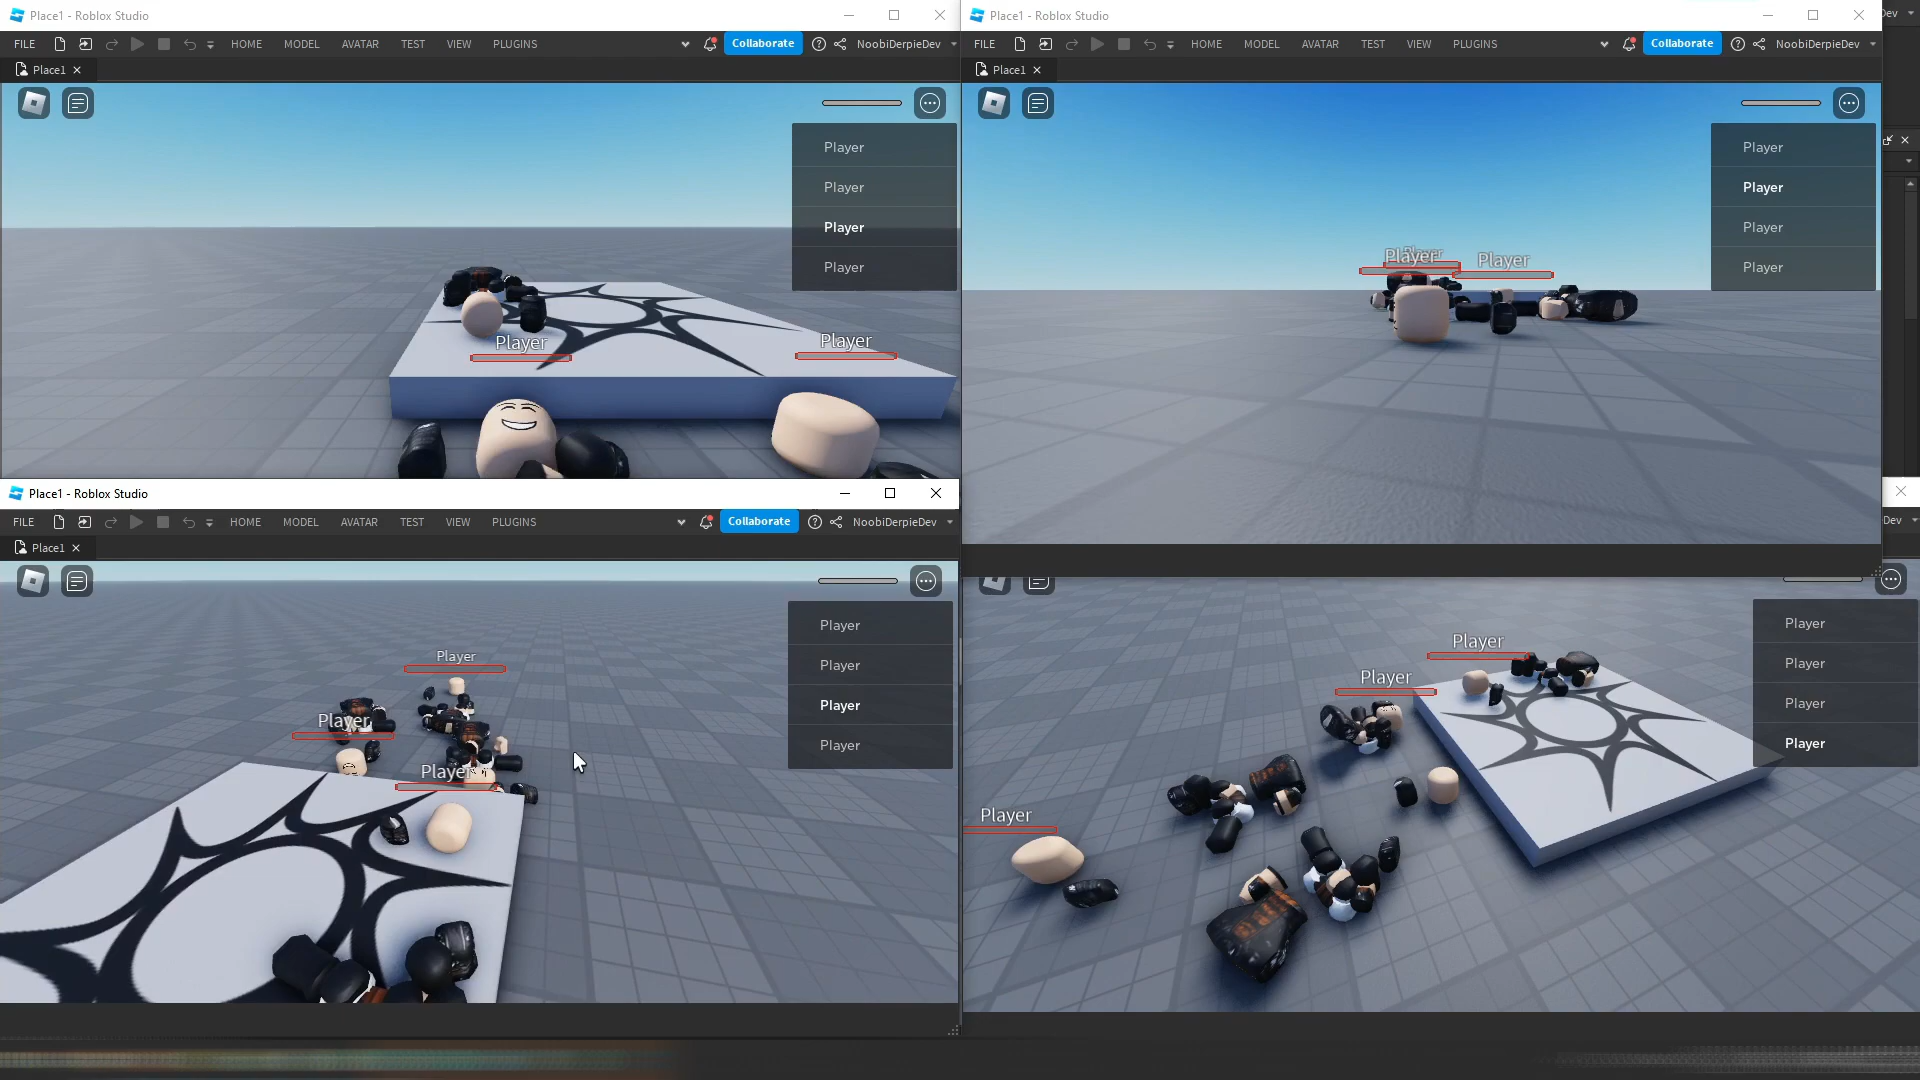 Place1 - Roblox Studio
FILE HOME MODEL AVATAR TEST VIEW PLUGINS Collaborate NoobiDerpieDev
Place1
Player
Player
Player
Player
Player
Player
Place1 - Roblox Studio
FILE HOME MODEL AVATAR TEST VIEW PLUGINS Collaborate NoobiDerpieDev
Place1
Player
Player
Player
Player
Player
Player
Dev
Place1 - Roblox Studio
FILE HOME MODEL AVATAR TEST VIEW PLUGINS Collaborate NoobiDerpieDev
Place1
Player
Player
Player
Player
Player
Player
Player
Dev
Player
Player
Player
Player
Player
Player
Player